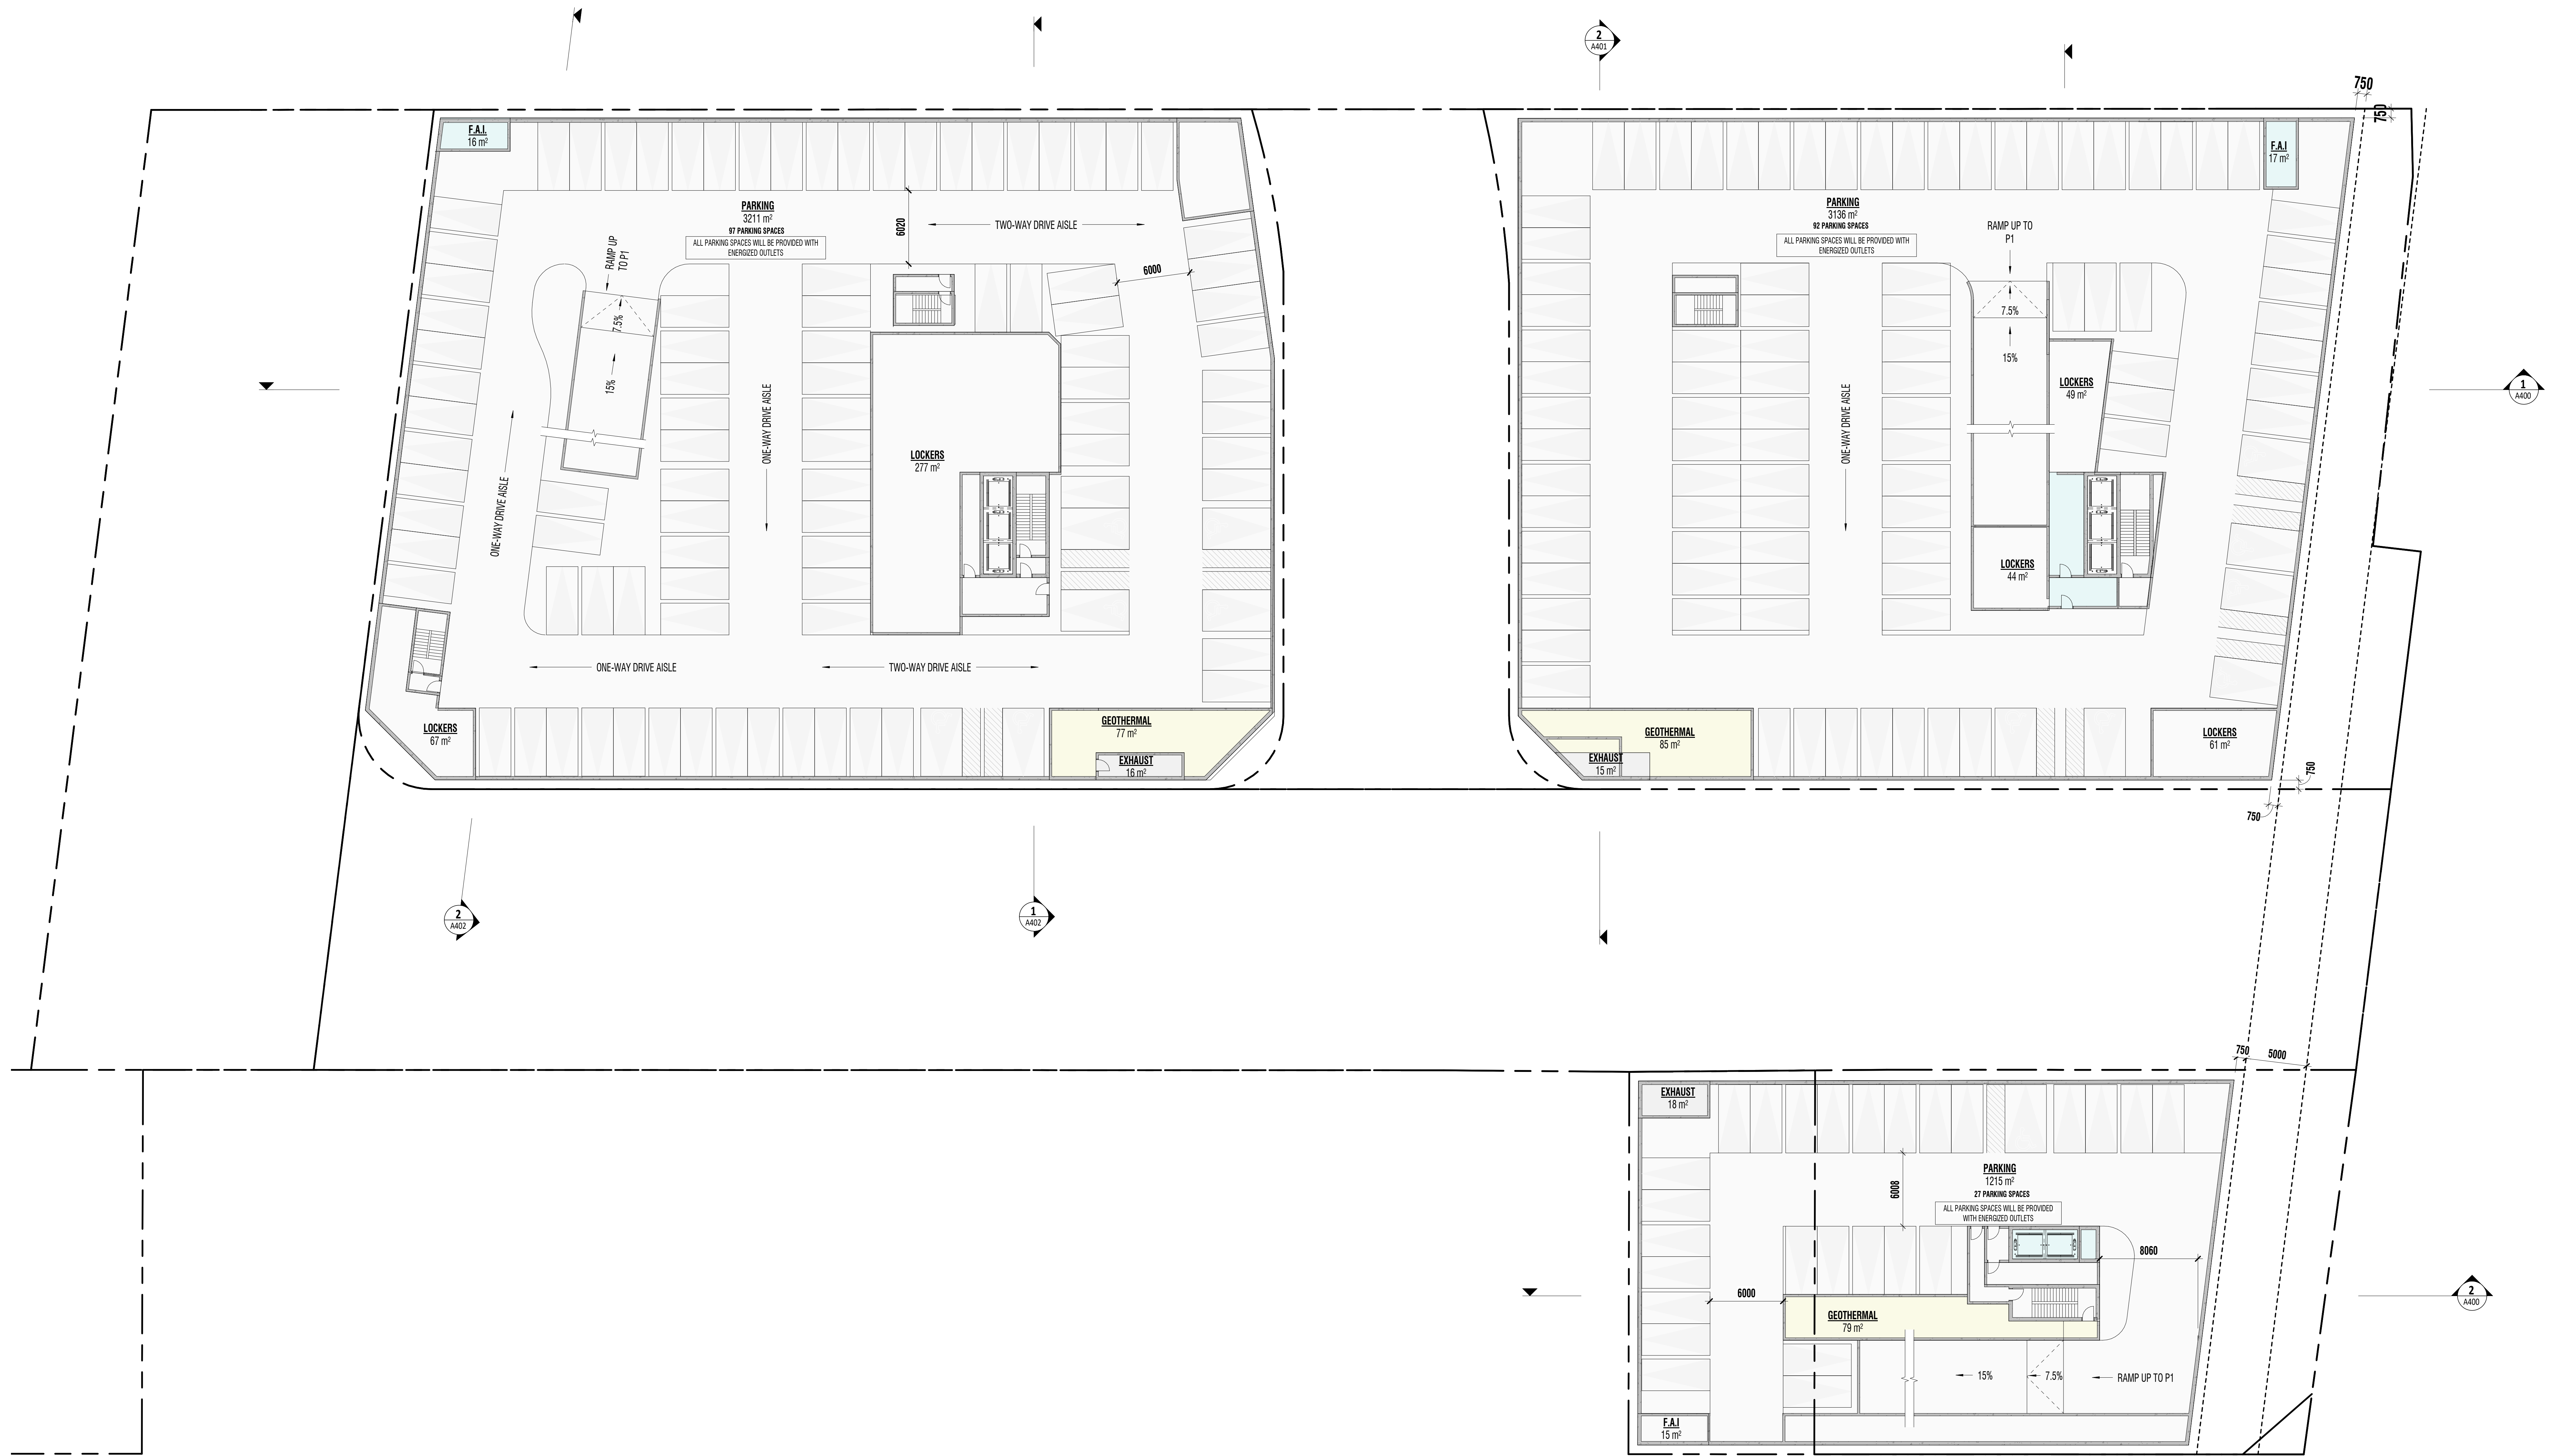 2
A401
750
750
F.A.I.
16 m²
PARKING
3211 m²
97 PARKING SPACES
ALL PARKING SPACES WILL BE PROVIDED WITH
ENERGIZED OUTLETS
6020
TWO-WAY DRIVE AISLE
RAMP UP
TO P1
6000
7.5%
15%
ONE-WAY DRIVE AISLE
ONE-WAY DRIVE AISLE
LOCKERS
277 m²
ONE-WAY DRIVE AISLE
TWO-WAY DRIVE AISLE
LOCKERS
67 m²
GEOTHERMAL
77 m²
EXHAUST
16 m²
F.A.I
17 m²
PARKING
3136 m²
92 PARKING SPACES
ALL PARKING SPACES WILL BE PROVIDED WITH
ENERGIZED OUTLETS
RAMP UP TO
P1
7.5%
15%
LOCKERS
49 m²
ONE-WAY DRIVE AISLE
LOCKERS
44 m²
1
A400
GEOTHERMAL
85 m²
EXHAUST
15 m²
LOCKERS
61 m²
750
750
2
A402
1
A402
750
5000
EXHAUST
18 m²
PARKING
1215 m²
27 PARKING SPACES
ALL PARKING SPACES WILL BE PROVIDED
WITH ENERGIZED OUTLETS
6008
8060
6000
GEOTHERMAL
79 m²
2
A400
15%
7.5%
RAMP UP TO P1
F.A.I
15 m²